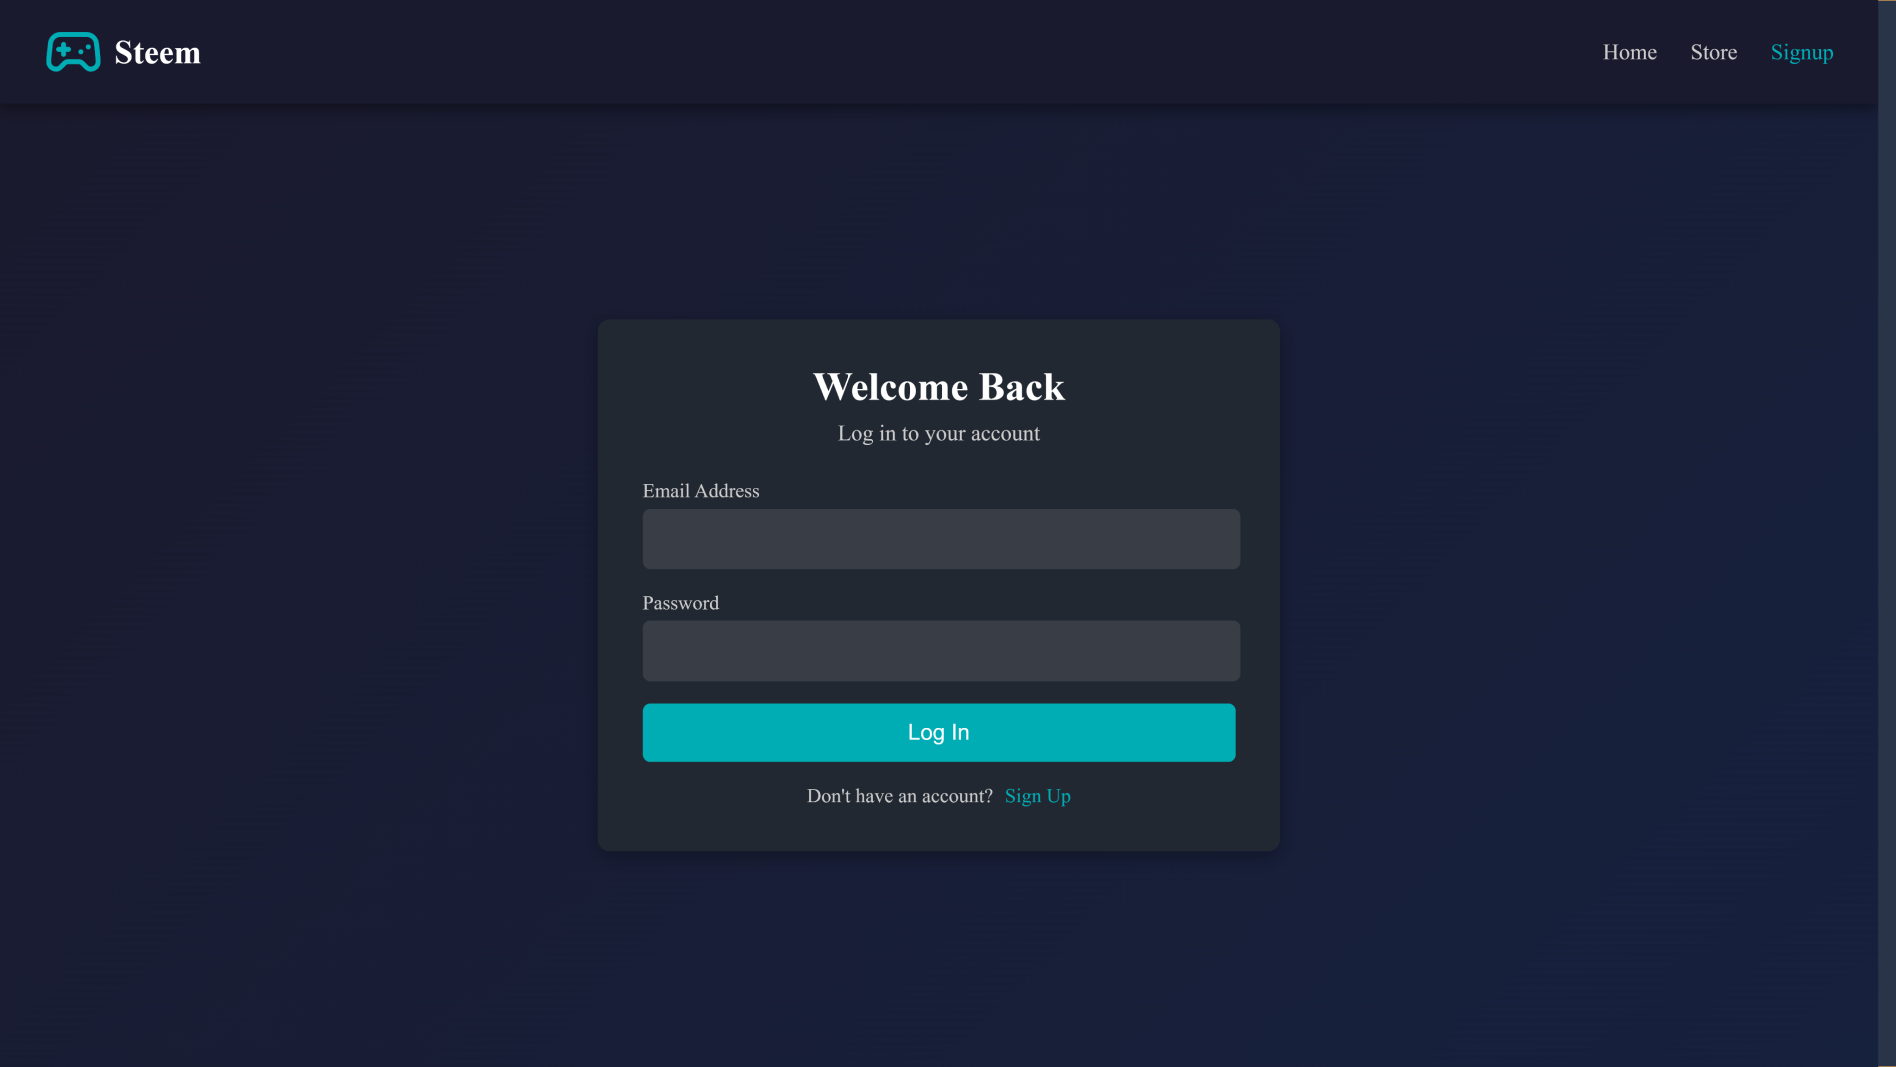 Steem
Home Store Signup
Welcome Back
Log in to your account
Email Address
Password
Log In
Don't have an account? Sign Up